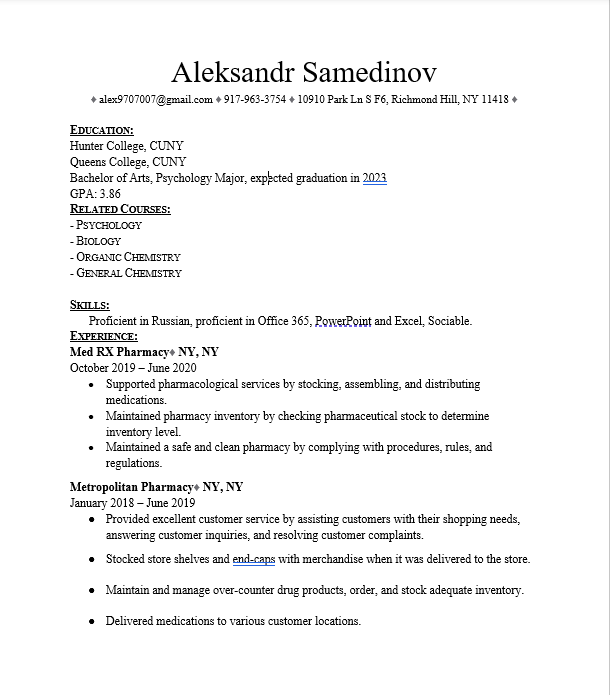 Aleksandr Samedinov
♦ alex9707007@gmail.com ♦ 917-963-3754 ♦ 10910 Park Ln S F6, Richmond Hill, NY 11418 ♦
EDUCATION:
Hunter College, CUNY
Queens College, CUNY
Bachelor of Arts, Psychology Major, expected graduation in 2023
GPA: 3.86
RELATED COURSES:
- PSYCHOLOGY
- BIOLOGY
- ORGANIC CHEMISTRY
- GENERAL CHEMISTRY
SKILLS:
Proficient in Russian, proficient in Office 365, PowerPoint and Excel, Sociable.
EXPERIENCE:
Med RX Pharmacy♦ NY, NY
October 2019 – June 2020
● Supported pharmacological services by stocking, assembling, and distributing
medications.
● Maintained pharmacy inventory by checking pharmaceutical stock to determine
inventory level.
● Maintained a safe and clean pharmacy by complying with procedures, rules, and
regulations.
Metropolitan Pharmacy♦ NY, NY
January 2018 – June 2019
● Provided excellent customer service by assisting customers with their shopping needs,
answering customer inquiries, and resolving customer complaints.
● Stocked store shelves and end-caps with merchandise when it was delivered to the store.
● Maintain and manage over-counter drug products, order, and stock adequate inventory.
● Delivered medications to various customer locations.